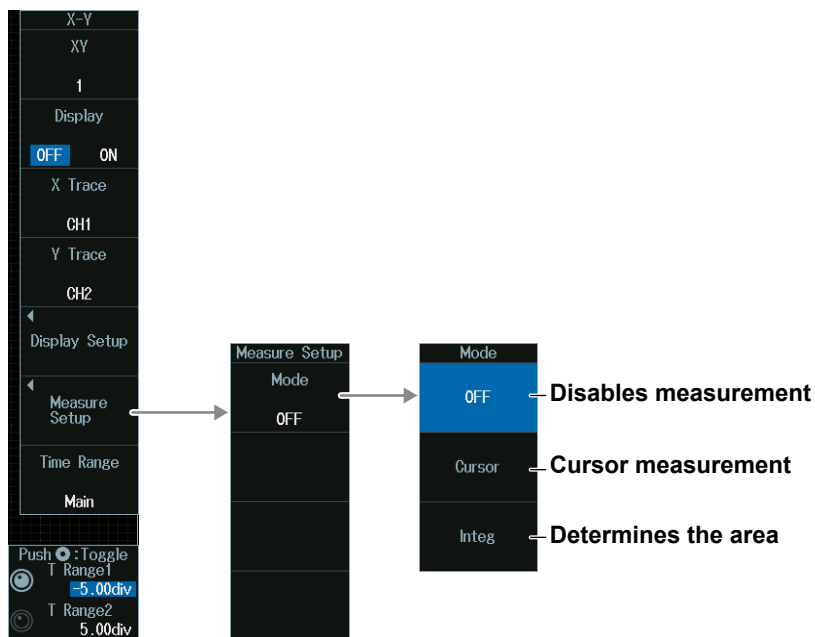 X-Y
XY
1
Display
OFF ON
X Trace
CH1
Y Trace
CH2
Display Setup
Measure
Setup
Time Range
Main
Push :Toggle
T Range1
-5.00div
T Range2
5.00div
Measure Setup
Mode
OFF
Mode
OFF
Disables measurement
Cursor
Cursor measurement
Integ
Determines the area